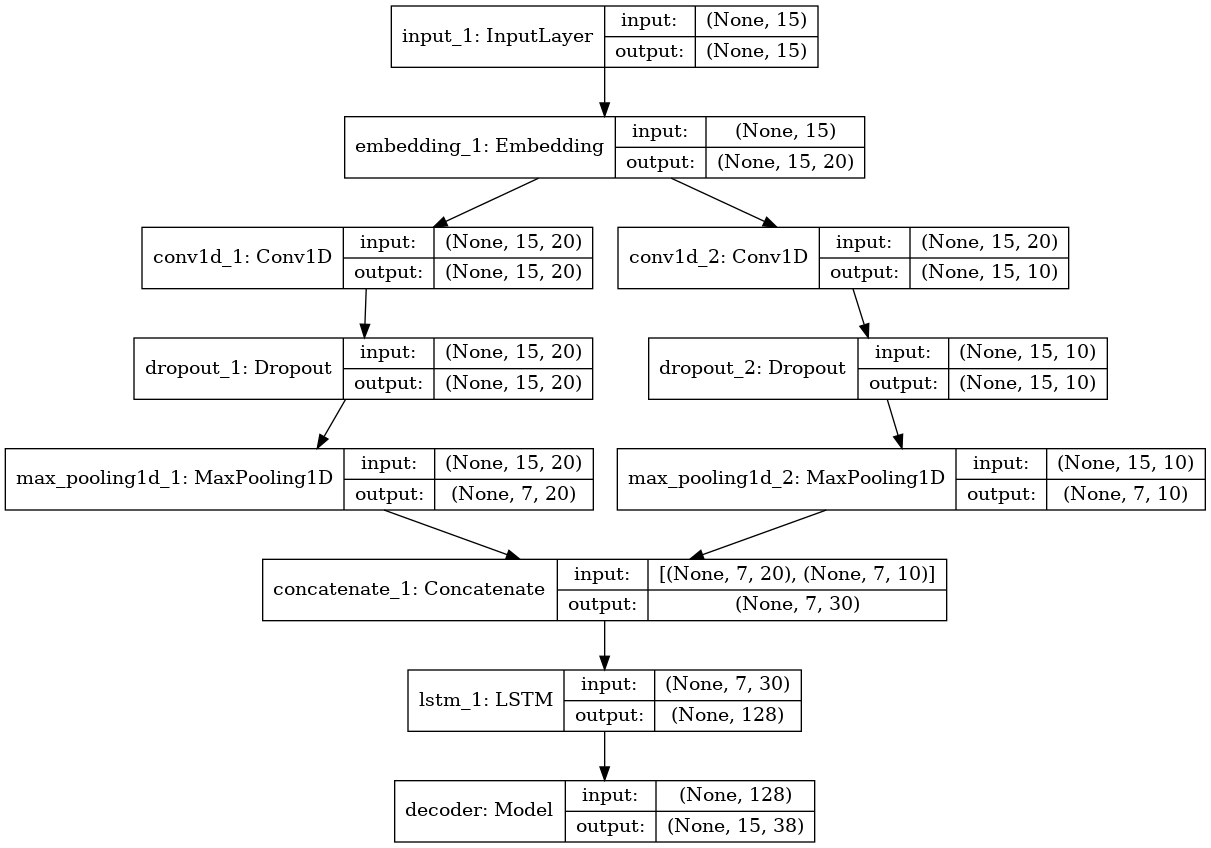 input_1: InputLayer
input: (None, 15)
output: (None, 15)
embedding_1: Embedding
input: (None, 15)
output: (None, 15, 20)
conv1d_1: Conv1D
input: (None, 15, 20)
output: (None, 15, 20)
conv1d_2: Conv1D
input: (None, 15, 20)
output: (None, 15, 10)
dropout_1: Dropout
input: (None, 15, 20)
output: (None, 15, 20)
dropout_2: Dropout
input: (None, 15, 10)
output: (None, 15, 10)
max_pooling1d_1: MaxPooling1D
input: (None, 15, 20)
output: (None, 7, 20)
max_pooling1d_2: MaxPooling1D
input: (None, 15, 10)
output: (None, 7, 10)
concatenate_1: Concatenate
input: [(None, 7, 20), (None, 7, 10)]
output: (None, 7, 30)
lstm_1: LSTM
input: (None, 7, 30)
output: (None, 128)
decoder: Model
input: (None, 128)
output: (None, 15, 38)